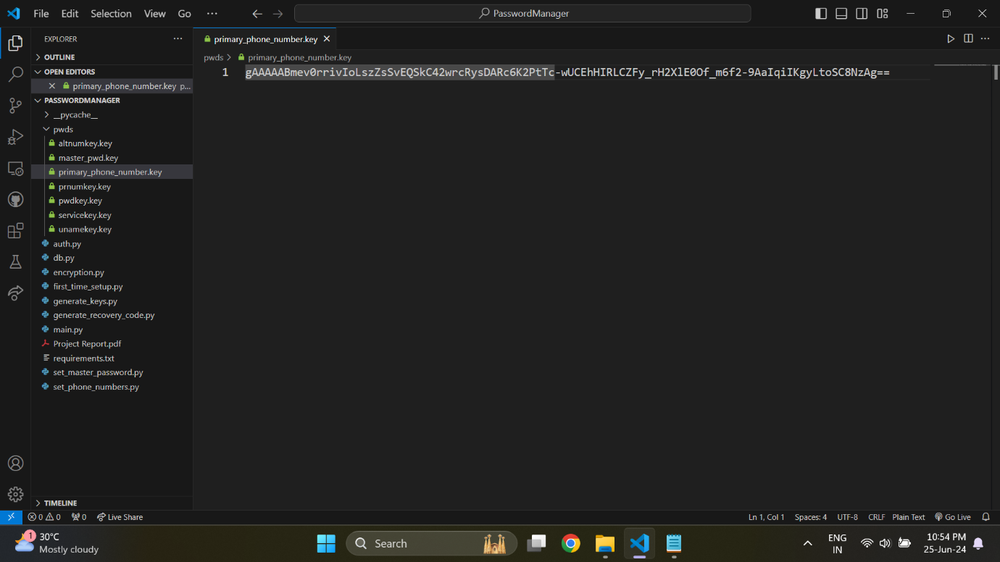 File Edit Selection View Go ··· PasswordManager
EXPLORER ···
OUTLINE
OPEN EDITORS
primary_phone_number.key p...
PASSWORDMANAGER
__pycache__
pwds
altnumkey.key
master_pwd.key
primary_phone_number.key
prnumkey.key
pwdkey.key
servicekey.key
unamekey.key
auth.py
db.py
encryption.py
first_time_setup.py
generate_keys.py
generate_recovery_code.py
main.py
Project Report.pdf
requirements.txt
set_master_password.py
set_phone_numbers.py
TIMELINE
primary_phone_number.key
pwds > primary_phone_number.key
1 gAAAAABmev0rrivIoLszZsSvEQSkC42wrcRysDARc6K2PtTc-wUCEhHIRLCZFy_rH2XlE0Of_m6f2-9AaIqiIKgyLtoSC8NzAg==
0 0 0 Live Share Ln 1, Col 1 Spaces: 4 UTF-8 CRLF Plain Text Go Live
1 30°C
Mostly cloudy
Search
ENG
IN
10:54 PM
25-Jun-24